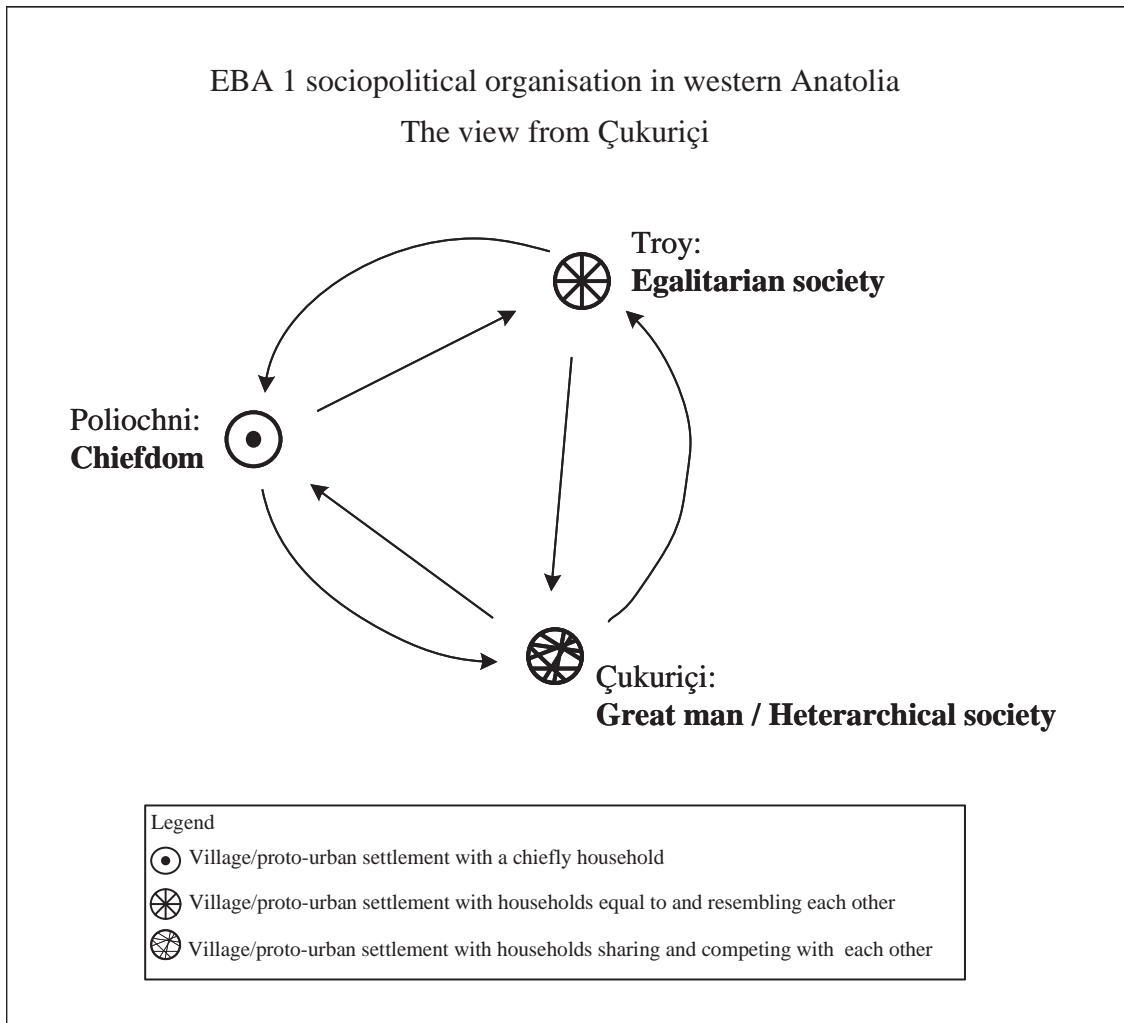 EBA 1 sociopolitical organisation in western Anatolia
The view from Çukuriçi
Troy:
Egalitarian society
Poliochni:
Chiefdom
Çukuriçi:
Great man / Heterarchical society
Legend
Village/proto-urban settlement with a chiefly household
Village/proto-urban settlement with households equal to and resembling each other
Village/proto-urban settlement with households sharing and competing with each other